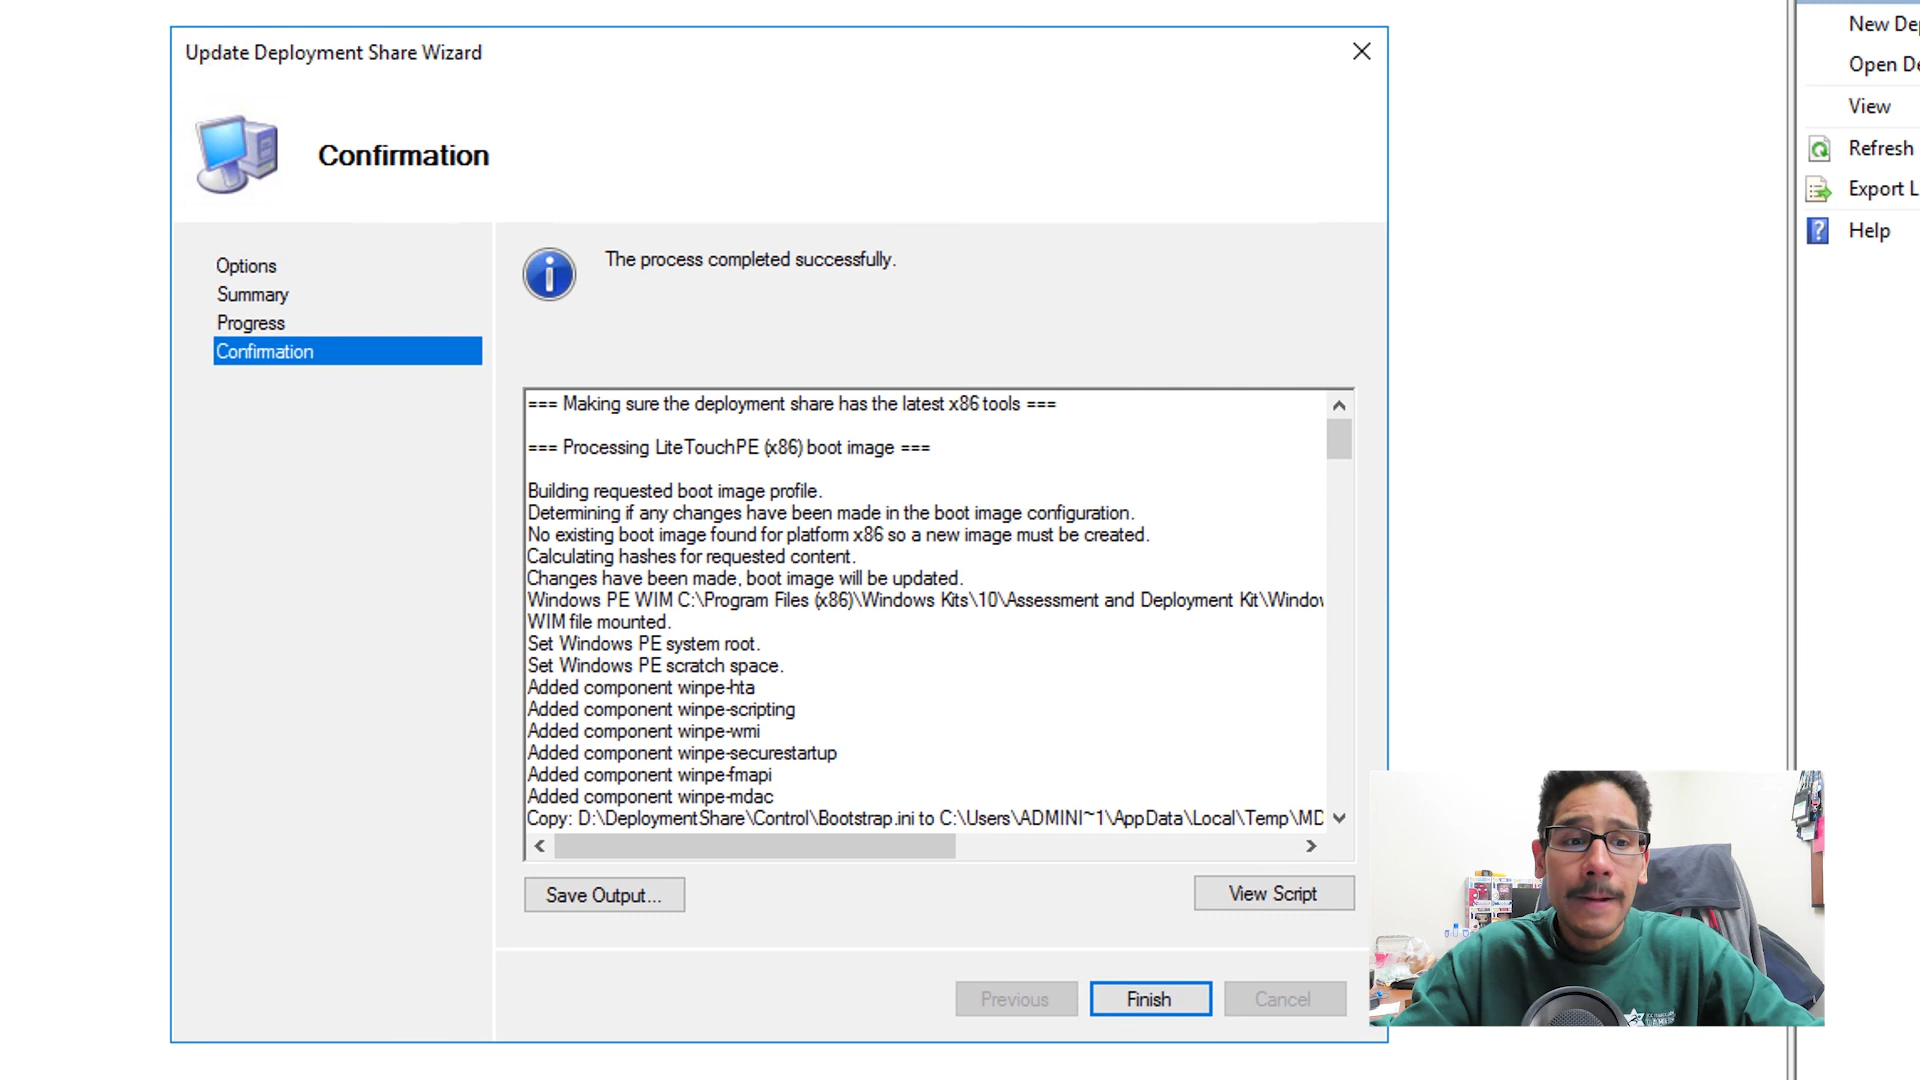 Update Deployment Share Wizard
Confirmation
Options
Summary
Progress
Confirmation
The process completed successfully.
=== Making sure the deployment share has the latest x86 tools ===
=== Processing LiteTouchPE (x86) boot image ===
Building requested boot image profile.
Determining if any changes have been made in the boot image configuration.
No existing boot image found for platform x86 so a new image must be created.
Calculating hashes for requested content.
Changes have been made, boot image will be updated.
Windows PE WIM C:\Program Files (x86)\Windows Kits\10\Assessment and Deployment Kit\Window
WIM file mounted.
Set Windows PE system root.
Set Windows PE scratch space.
Added component winpe-hta
Added component winpe-scripting
Added component winpe-wmi
Added component winpe-securestartup
Added component winpe-fmapi
Added component winpe-mdac
Copy: D:\DeploymentShare\Control\Bootstrap.ini to C:\Users\ADMINI~1\AppData\Local\Temp\MD
Save Output...
View Script
Previous
Finish
Cancel
New Dep
Open De
View
Refresh
Export L
Help